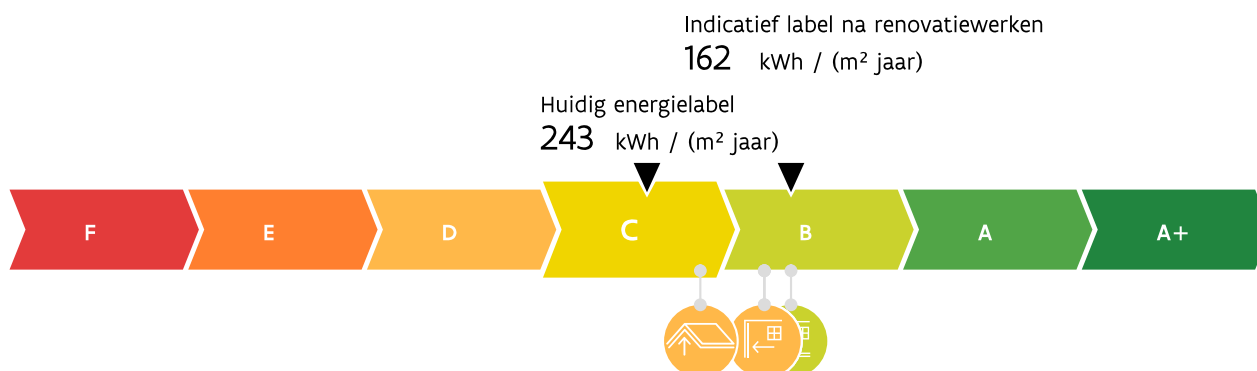 Indicatief label na renovatiewerken
162 kWh / (m² jaar)
Huidig energielabel
243 kWh / (m² jaar)
F E D C B A A+